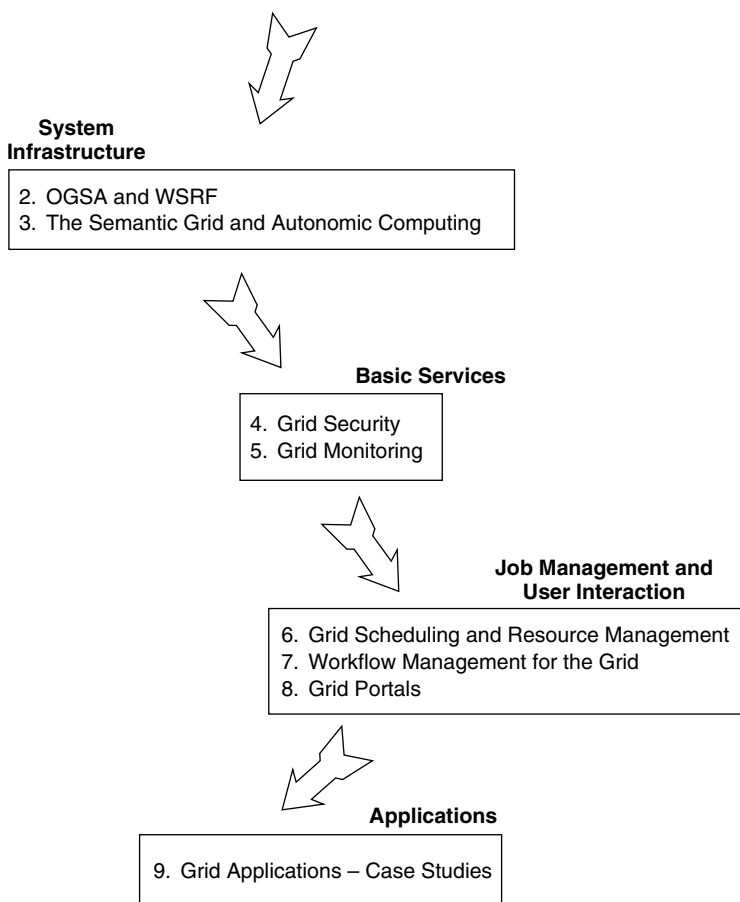 System
Infrastructure
2. OGSA and WSRF
3. The Semantic Grid and Autonomic Computing
Basic Services
4. Grid Security
5. Grid Monitoring
Job Management and
User Interaction
6. Grid Scheduling and Resource Management
7. Workflow Management for the Grid
8. Grid Portals
Applications
9. Grid Applications – Case Studies